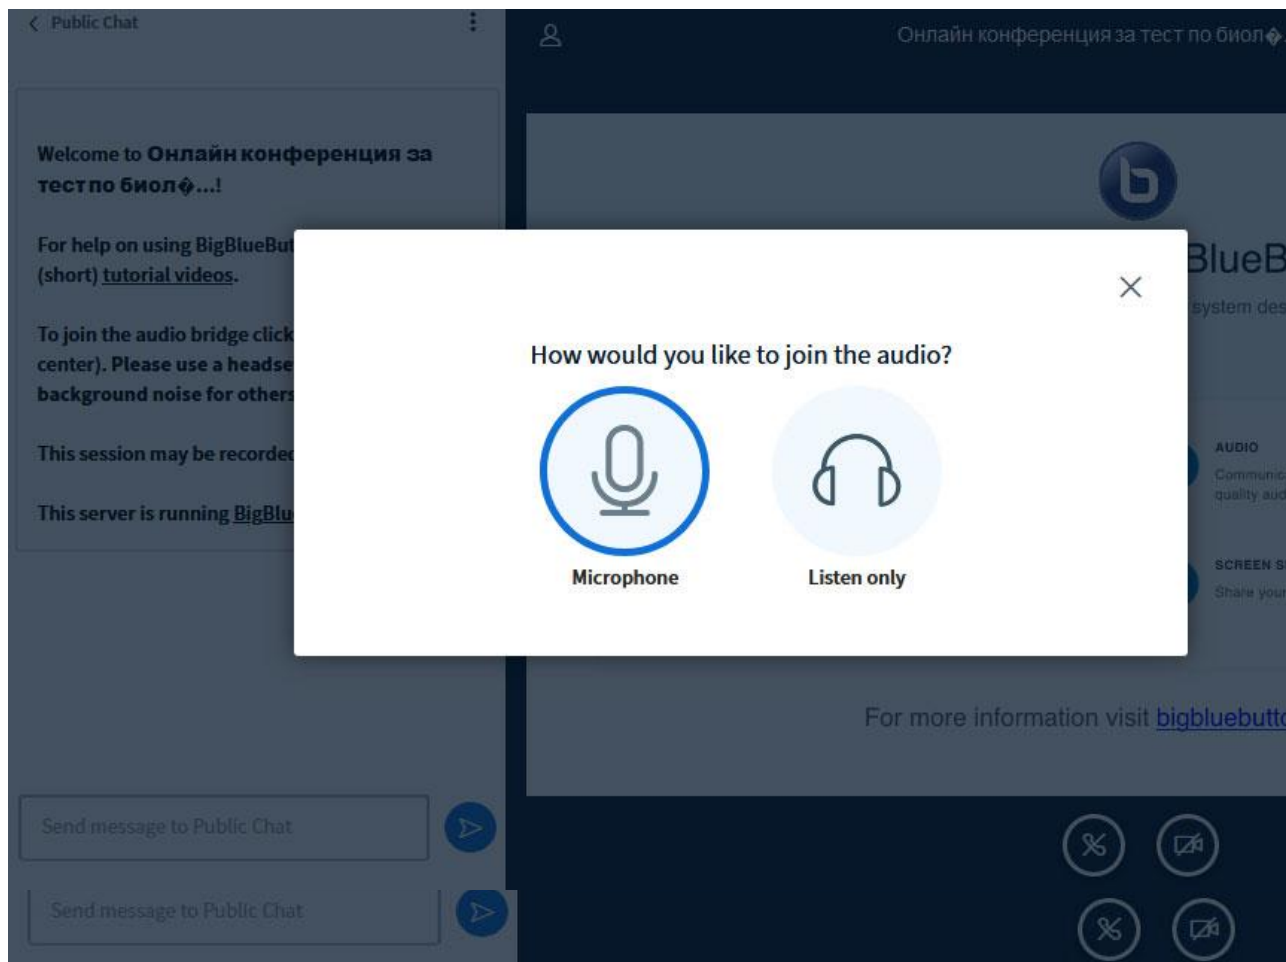 Public Chat
Онлайн конференция за тест по биол�.
Welcome to Онлайн конференция за
тест по биол�...!
For help on using BigBlueBut
(short) tutorial videos.
To join the audio bridge click
center). Please use a headse
background noise for others
This session may be recorded
This server is running BigBlu
BlueB
system des
How would you like to join the audio?
Microphone
Listen only
AUDIO
Communic
quality aud
SCREEN S
Share your
For more information visit bigbluebutto
Send message to Public Chat
Send message to Public Chat